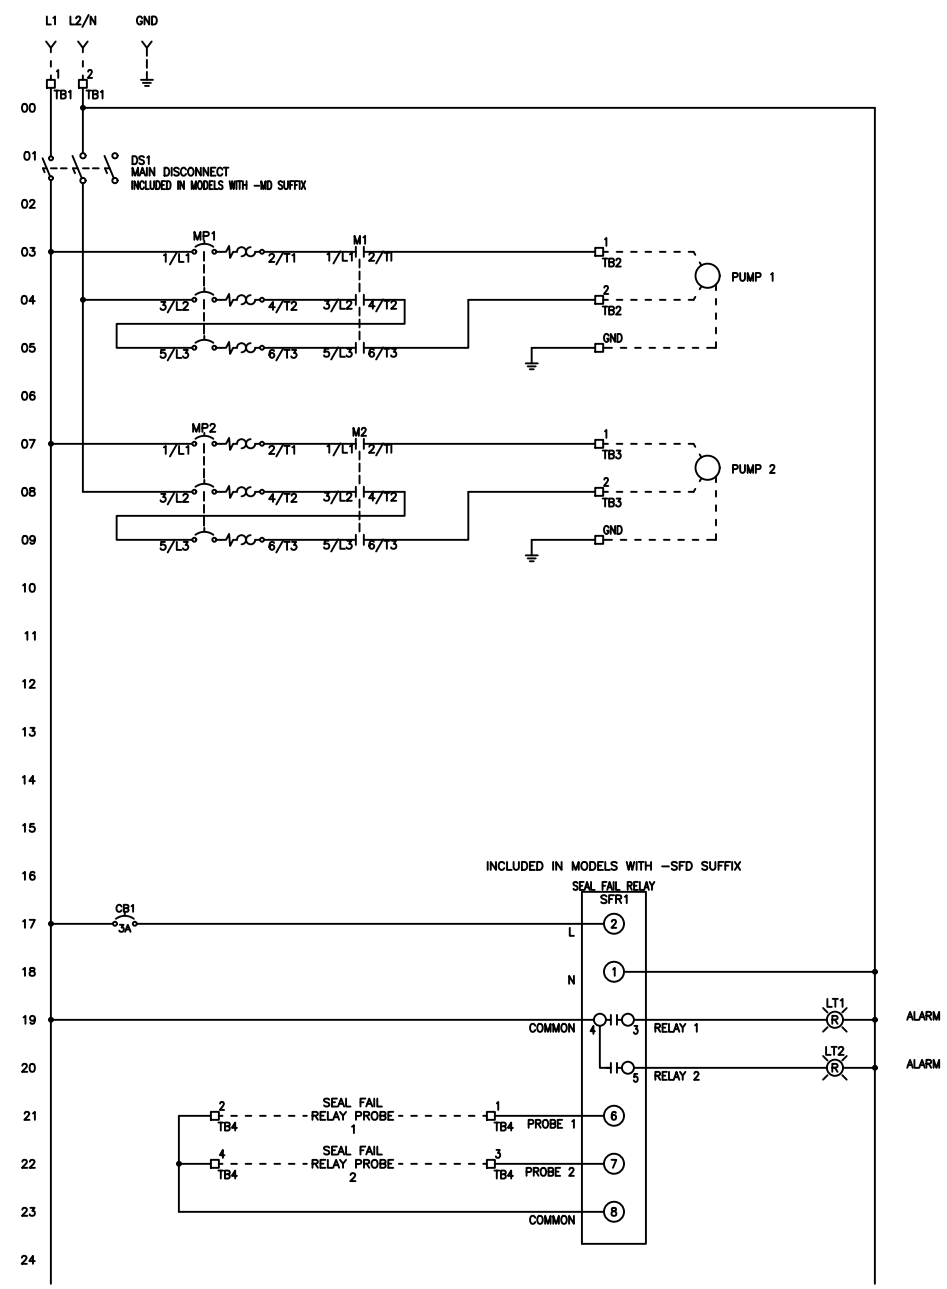 L1 L2/N GND
1 2
TB1 TB1
00
01 DS1
MAIN DISCONNECT
INCLUDED IN MODELS WITH -MD SUFFIX
02
MP1 M1 1
03 1/L1 2/T1 1/L1 2/T1 TB2
PUMP 1
2
04 3/L2 4/T2 3/L2 4/T2 TB2
GND
05 5/L3 6/T3 5/L3 6/T3
06
MP2 M2 1
07 1/L1 2/T1 1/L1 2/T1 TB3
PUMP 2
2
08 3/L2 4/T2 3/L2 4/T2 TB3
GND
09 5/L3 6/T3 5/L3 6/T3
10
11
12
13
14
15
16 INCLUDED IN MODELS WITH -SFD SUFFIX
SEAL FAIL RELAY
SFR1
CB1
17 3A L 2
18 N 1
LT1
19 COMMON 4 3 RELAY 1 R ALARM
LT2
20 5 RELAY 2 R ALARM
SEAL FAIL
21 2 RELAY PROBE 1 6
TB4 1 TB4 PROBE 1
SEAL FAIL
22 4 RELAY PROBE 3 7
TB4 2 TB4 PROBE 2
23 COMMON 8
24